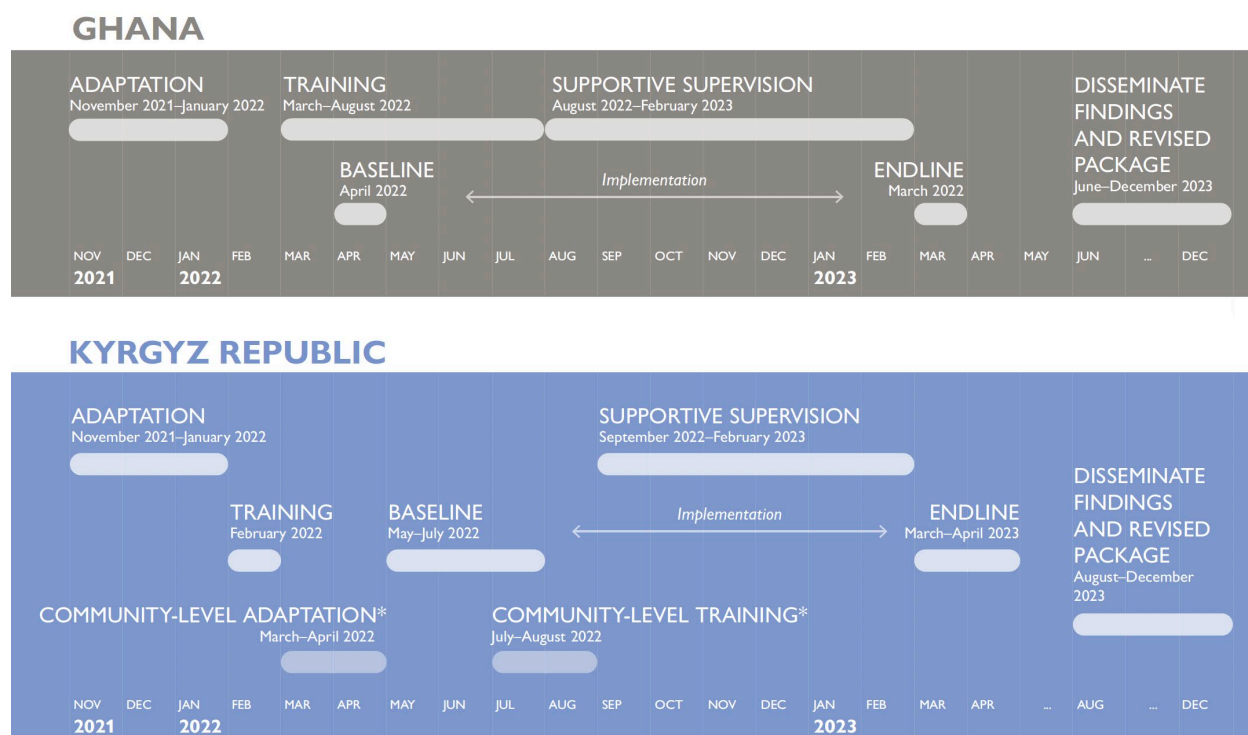 GHANA
ADAPTATION
November 2021–January 2022
TRAINING
March–August 2022
SUPPORTIVE SUPERVISION
August 2022–February 2023
DISSEMINATE
FINDINGS
AND REVISED
PACKAGE
June–December 2023
BASELINE
April 2022
Implementation
ENDLINE
March 2022
NOV DEC JAN FEB MAR APR MAY JUN JUL AUG SEP OCT NOV DEC JAN FEB MAR APR MAY JUN ... DEC
2021 2022 2023
KYRGYZ REPUBLIC
ADAPTATION
November 2021–January 2022
SUPPORTIVE SUPERVISION
September 2022–February 2023
DISSEMINATE
FINDINGS
AND REVISED
PACKAGE
August–December
2023
TRAINING
February 2022
BASELINE
May–July 2022
Implementation
ENDLINE
March–April 2023
COMMUNITY-LEVEL ADAPTATION*
March–April 2022
COMMUNITY-LEVEL TRAINING*
July–August 2022
NOV DEC JAN FEB MAR APR MAY JUN JUL AUG SEP OCT NOV DEC JAN FEB MAR APR ... AUG ... DEC
2021 2022 2023